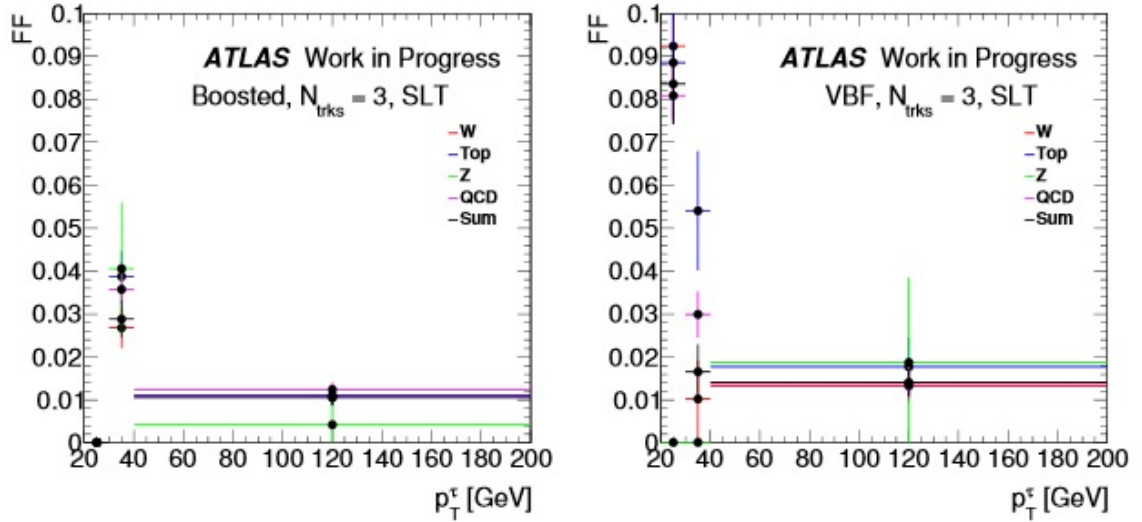 FF
0.1
0.09
0.08
0.07
0.06
0.05
0.04
0.03
0.02
0.01
0
ATLAS Work in Progress
Boosted, N_trks = 3, SLT
W
Top
Z
QCD
Sum
20 40 60 80 100 120 140 160 180 200
p_T^τ [GeV]
FF
0.1
0.09
0.08
0.07
0.06
0.05
0.04
0.03
0.02
0.01
0
ATLAS Work in Progress
VBF, N_trks = 3, SLT
W
Top
Z
QCD
Sum
20 40 60 80 100 120 140 160 180 200
p_T^τ [GeV]